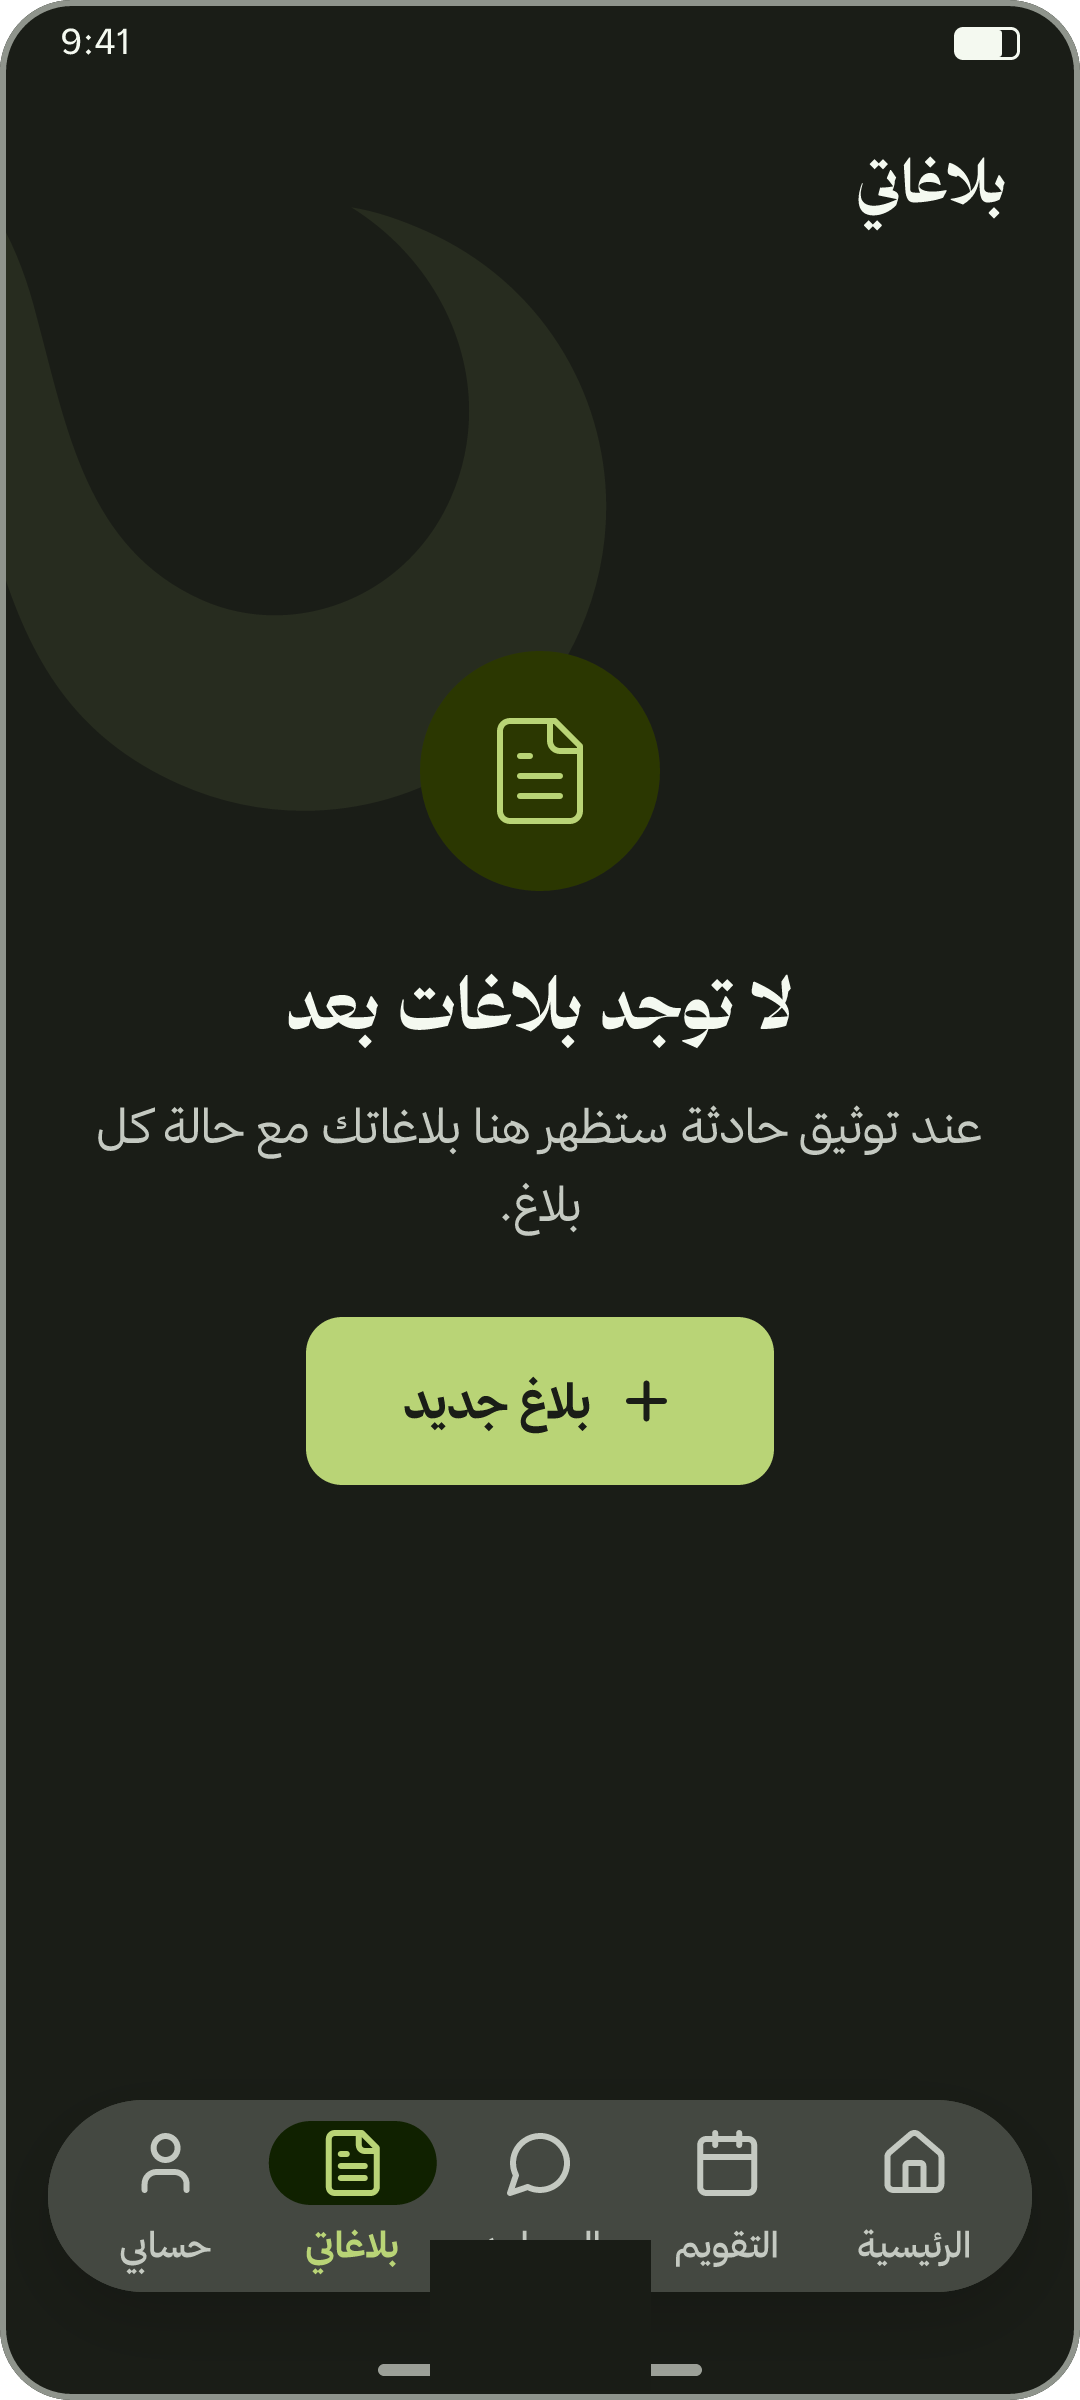 9:41
بلاغاتي
لا توجد بلاغات بعد
عند توثيق حادثة ستظهر هنا بلاغاتك مع حالة كل
بلاغ.
بلاغ جديد
الرئيسية
التقويم
بلاغاتي
حسابي